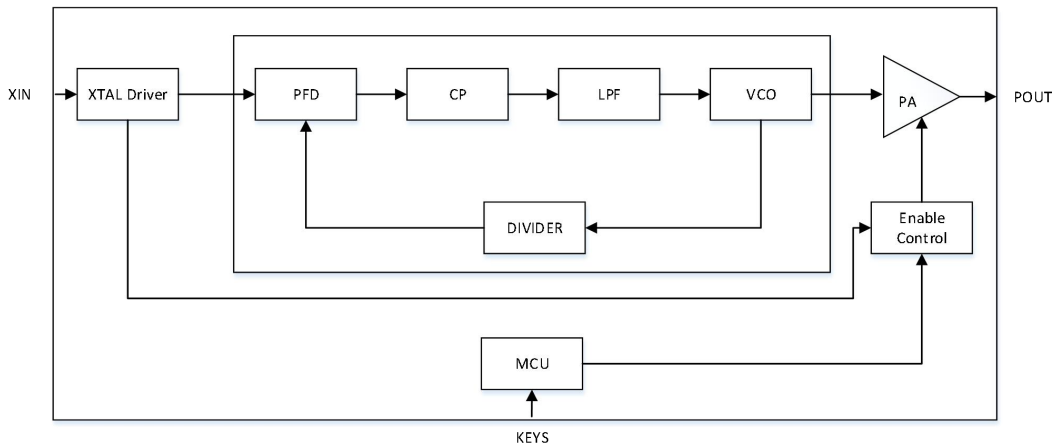 XIN
XTAL Driver
PFD
CP
LPF
VCO
PA
POUT
DIVIDER
Enable
Control
MCU
KEYS